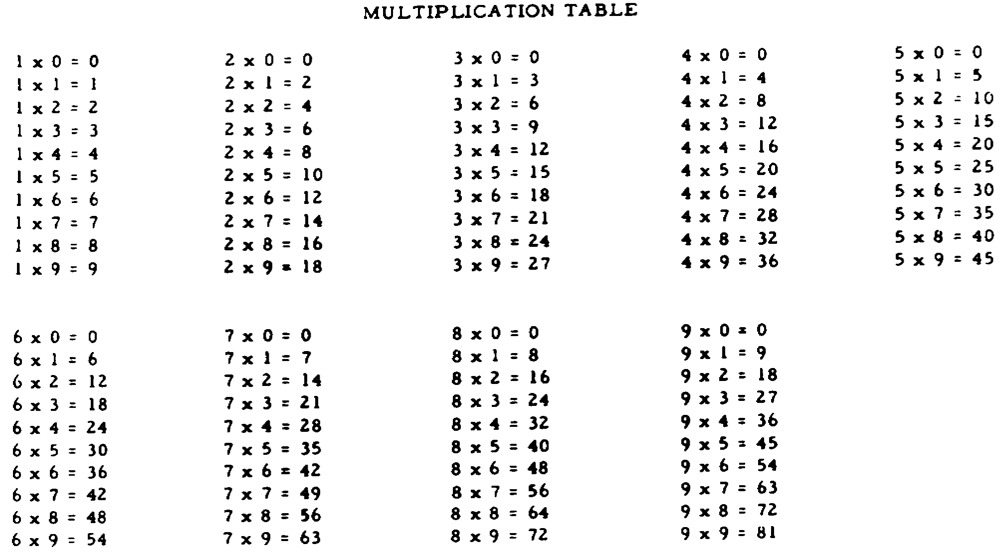 MULTIPLICATION TABLE
1 x 0 = 0
1 x 1 = 1
1 x 2 = 2
1 x 3 = 3
1 x 4 = 4
1 x 5 = 5
1 x 6 = 6
1 x 7 = 7
1 x 8 = 8
1 x 9 = 9
2 x 0 = 0
2 x 1 = 2
2 x 2 = 4
2 x 3 = 6
2 x 4 = 8
2 x 5 = 10
2 x 6 = 12
2 x 7 = 14
2 x 8 = 16
2 x 9 = 18
3 x 0 = 0
3 x 1 = 3
3 x 2 = 6
3 x 3 = 9
3 x 4 = 12
3 x 5 = 15
3 x 6 = 18
3 x 7 = 21
3 x 8 = 24
3 x 9 = 27
4 x 0 = 0
4 x 1 = 4
4 x 2 = 8
4 x 3 = 12
4 x 4 = 16
4 x 5 = 20
4 x 6 = 24
4 x 7 = 28
4 x 8 = 32
4 x 9 = 36
5 x 0 = 0
5 x 1 = 5
5 x 2 = 10
5 x 3 = 15
5 x 4 = 20
5 x 5 = 25
5 x 6 = 30
5 x 7 = 35
5 x 8 = 40
5 x 9 = 45
6 x 0 = 0
6 x 1 = 6
6 x 2 = 12
6 x 3 = 18
6 x 4 = 24
6 x 5 = 30
6 x 6 = 36
6 x 7 = 42
6 x 8 = 48
6 x 9 = 54
7 x 0 = 0
7 x 1 = 7
7 x 2 = 14
7 x 3 = 21
7 x 4 = 28
7 x 5 = 35
7 x 6 = 42
7 x 7 = 49
7 x 8 = 56
7 x 9 = 63
8 x 0 = 0
8 x 1 = 8
8 x 2 = 16
8 x 3 = 24
8 x 4 = 32
8 x 5 = 40
8 x 6 = 48
8 x 7 = 56
8 x 8 = 64
8 x 9 = 72
9 x 0 = 0
9 x 1 = 9
9 x 2 = 18
9 x 3 = 27
9 x 4 = 36
9 x 5 = 45
9 x 6 = 54
9 x 7 = 63
9 x 8 = 72
9 x 9 = 81